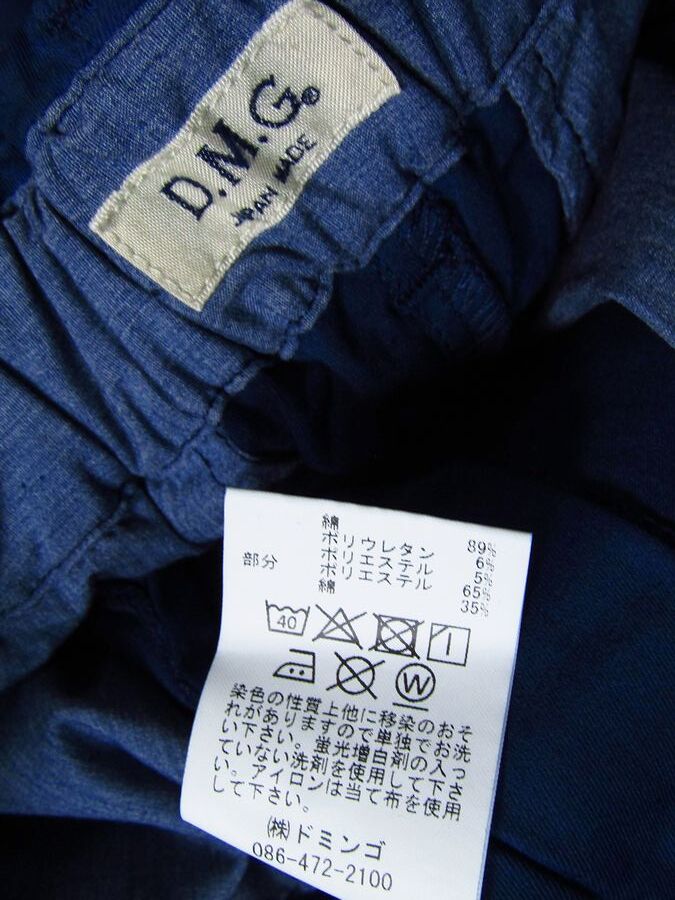 D.M.G.®
JAPAN MADE
綿 89%
ポリウレタン 6%
ポリエステル 5%
部分 ポリエステル 65%
綿 35%
40
W
染色の性質上他に移染のおそ
れがありますので単独でお洗
い下さい。蛍光増白剤の入っ
ていない洗剤を使用して下さ
い。アイロンは当て布を使用
して下さい。
㈱ドミンゴ
086-472-2100